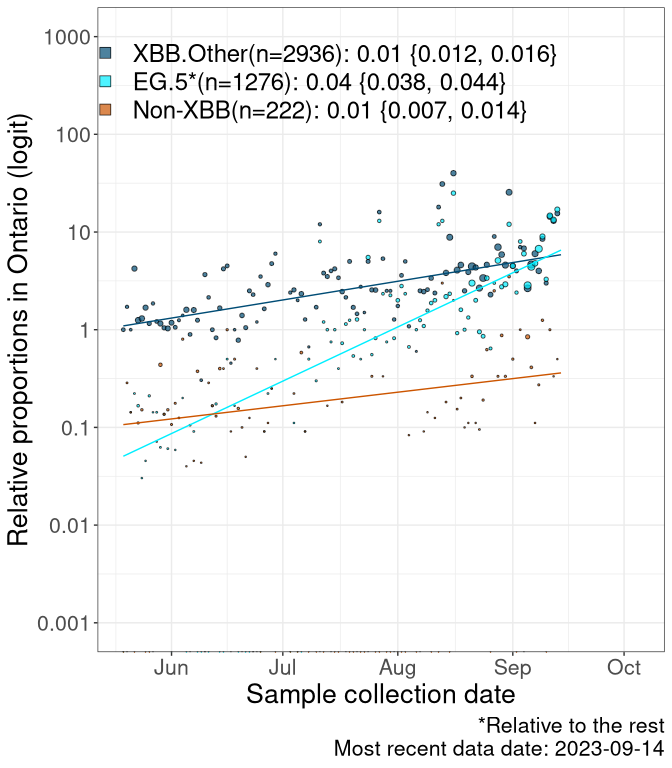 1000
100
10
1
0.1
0.01
0.001
Relative proportions in Ontario (logit)
XBB.Other(n=2936): 0.01 {0.012, 0.016}
EG.5*(n=1276): 0.04 {0.038, 0.044}
Non-XBB(n=222): 0.01 {0.007, 0.014}
Jun Jul Aug Sep Oct
Sample collection date
*Relative to the rest
Most recent data date: 2023-09-14